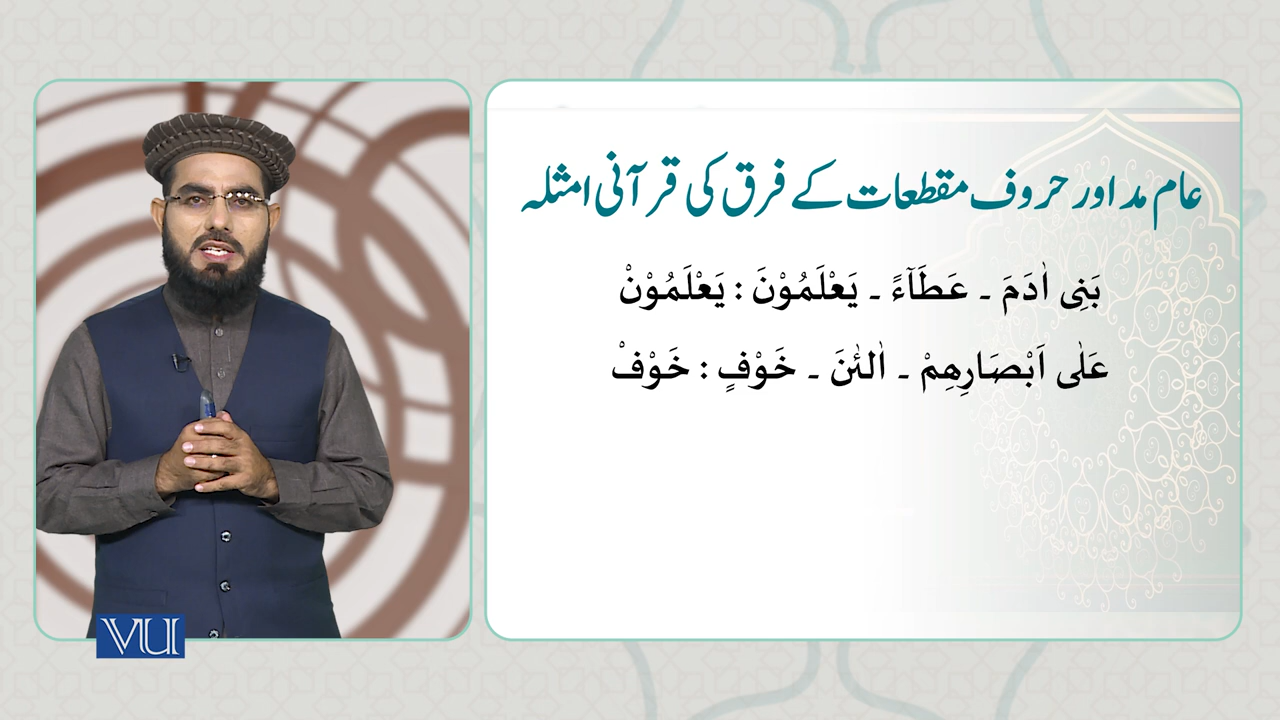 عام مد اور حروف مقطعات کے فرق کی قرآنی امثلہ
بَنِی اٰدَمَ ۔ عَطَآءً ۔ یَعْلَمُوْنَ : یَعْلَمُوْنْ
عَلٰی اَبْصَارِهِمْ ۔ اٰلْـٰٔنَ ۔ خَوْفٍ : خَوْفْ
VU